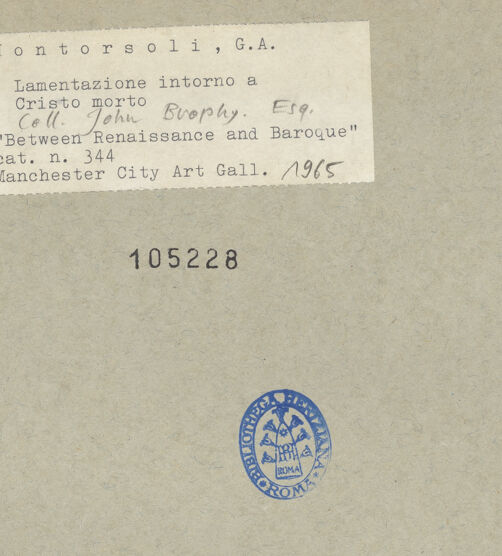 Montorsoli, G.A.
Lamentazione intorno a
Cristo morto
Coll. John Brophy. Esq.
"Between Renaissance and Baroque"
cat. n. 344
Manchester City Art Gall. 1965
105228
BIBLIOTHECA HERTZIANA
ROMA
ROMA